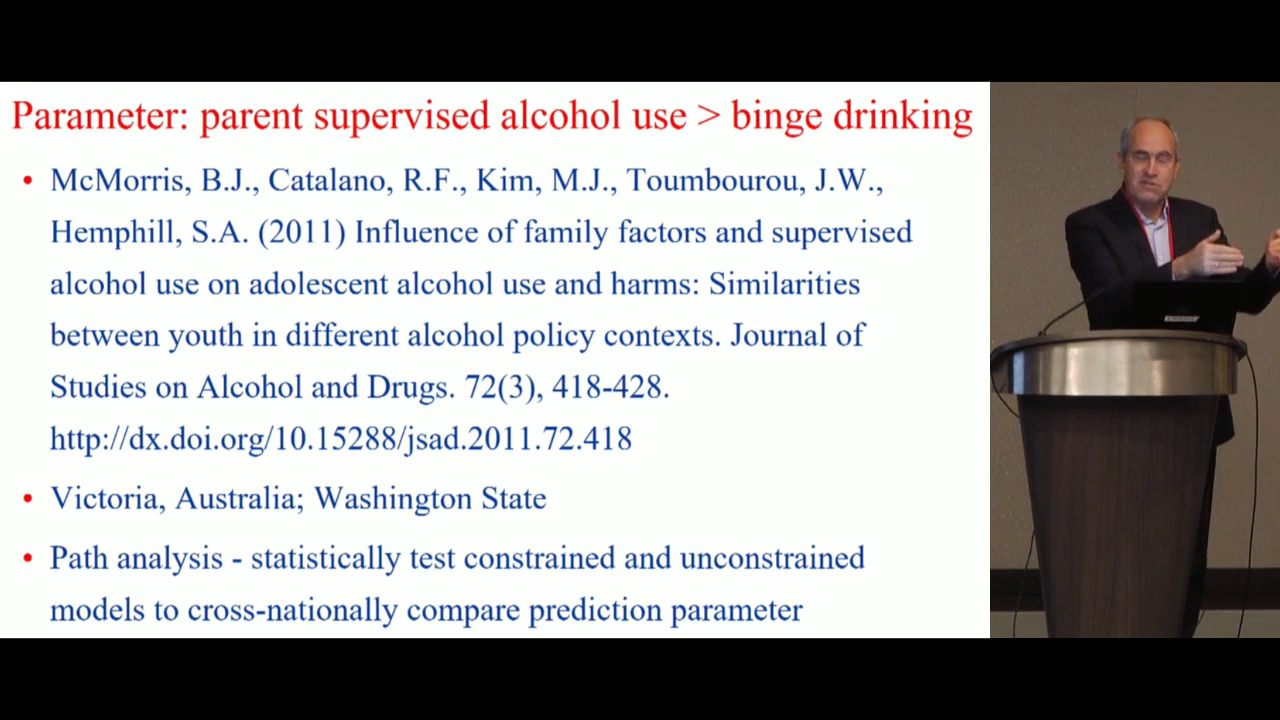 Parameter: parent supervised alcohol use > binge drinking
• McMorris, B.J., Catalano, R.F., Kim, M.J., Toumbourou, J.W.,
Hemphill, S.A. (2011) Influence of family factors and supervised
alcohol use on adolescent alcohol use and harms: Similarities
between youth in different alcohol policy contexts. Journal of
Studies on Alcohol and Drugs. 72(3), 418-428.
http://dx.doi.org/10.15288/jsad.2011.72.418
• Victoria, Australia; Washington State
• Path analysis - statistically test constrained and unconstrained
models to cross-nationally compare prediction parameter